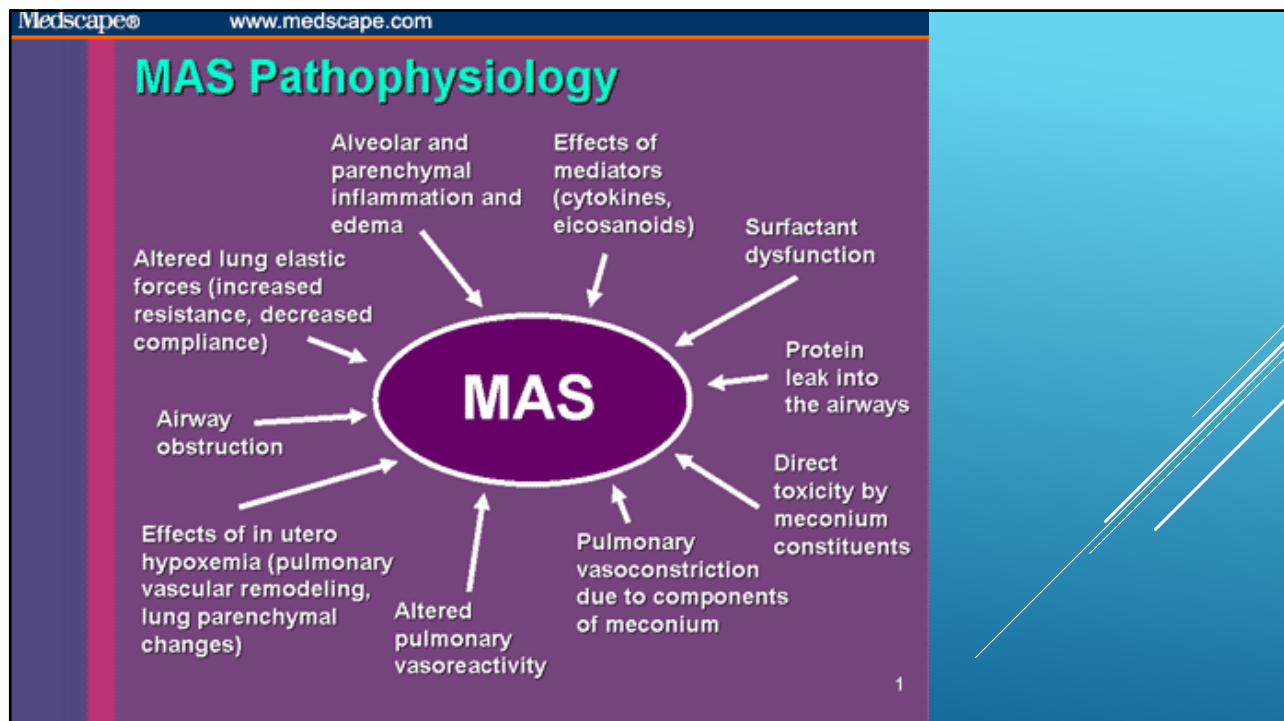 Medscape® www.medscape.com
MAS Pathophysiology
Alveolar and
parenchymal
inflammation and
edema
Effects of
mediators
(cytokines,
eicosanoids)
Surfactant
dysfunction
Altered lung elastic
forces (increased
resistance, decreased
compliance)
Protein
leak into
the airways
MAS
Airway
obstruction
Direct
toxicity by
meconium
constituents
Effects of in utero
hypoxemia (pulmonary
vascular remodeling,
lung parenchymal
changes)
Altered
pulmonary
vasoreactivity
Pulmonary
vasoconstriction
due to components
of meconium
1